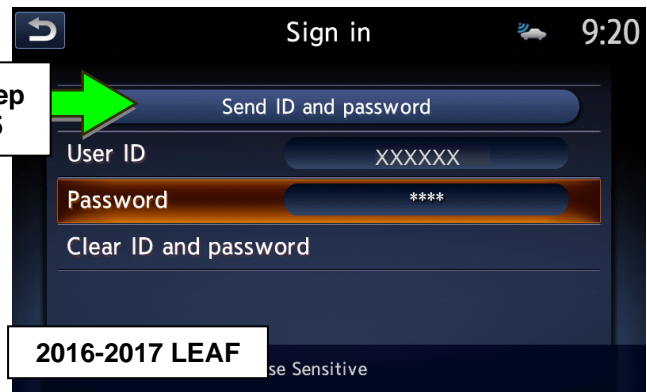 Sign in
9:20
Send ID and password
User ID XXXXXX
Password ****
Clear ID and password
2016-2017 LEAF
Sensitive